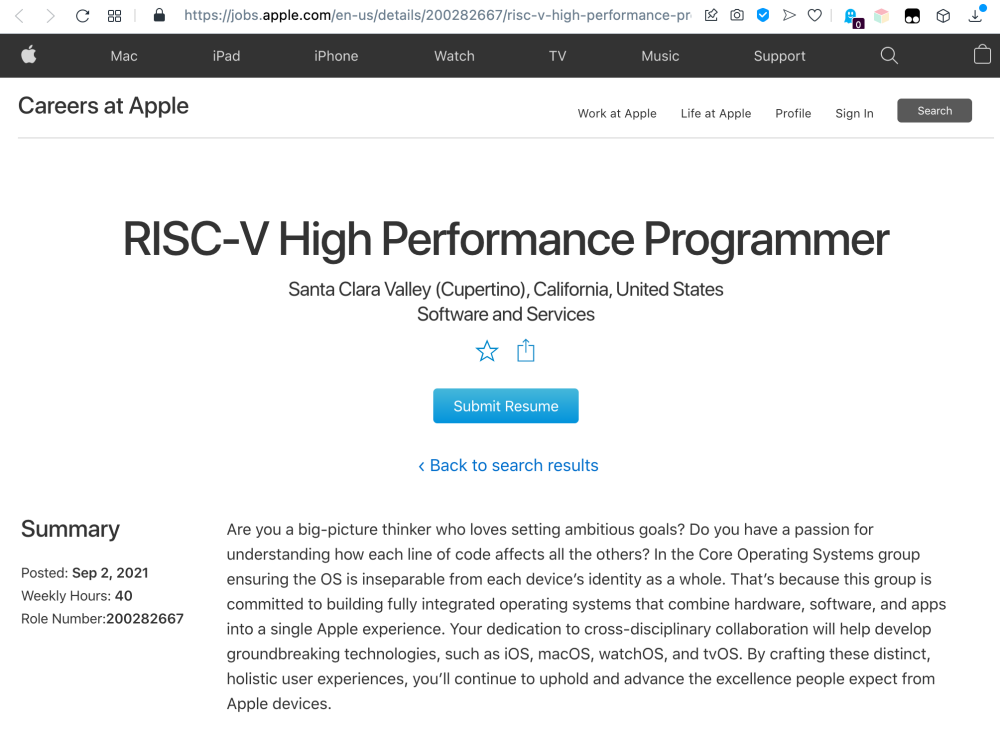 https://jobs.apple.com/en-us/details/200282667/risc-v-high-performance-pr
0
Mac iPad iPhone Watch TV Music Support
Careers at Apple
Work at Apple Life at Apple Profile Sign In Search
RISC-V High Performance Programmer
Santa Clara Valley (Cupertino), California, United States
Software and Services
Submit Resume
‹ Back to search results
Summary
Posted: Sep 2, 2021
Weekly Hours: 40
Role Number:200282667
Are you a big-picture thinker who loves setting ambitious goals? Do you have a passion for
understanding how each line of code affects all the others? In the Core Operating Systems group
ensuring the OS is inseparable from each device’s identity as a whole. That’s because this group is
committed to building fully integrated operating systems that combine hardware, software, and apps
into a single Apple experience. Your dedication to cross-disciplinary collaboration will help develop
groundbreaking technologies, such as iOS, macOS, watchOS, and tvOS. By crafting these distinct,
holistic user experiences, you’ll continue to uphold and advance the excellence people expect from
Apple devices.